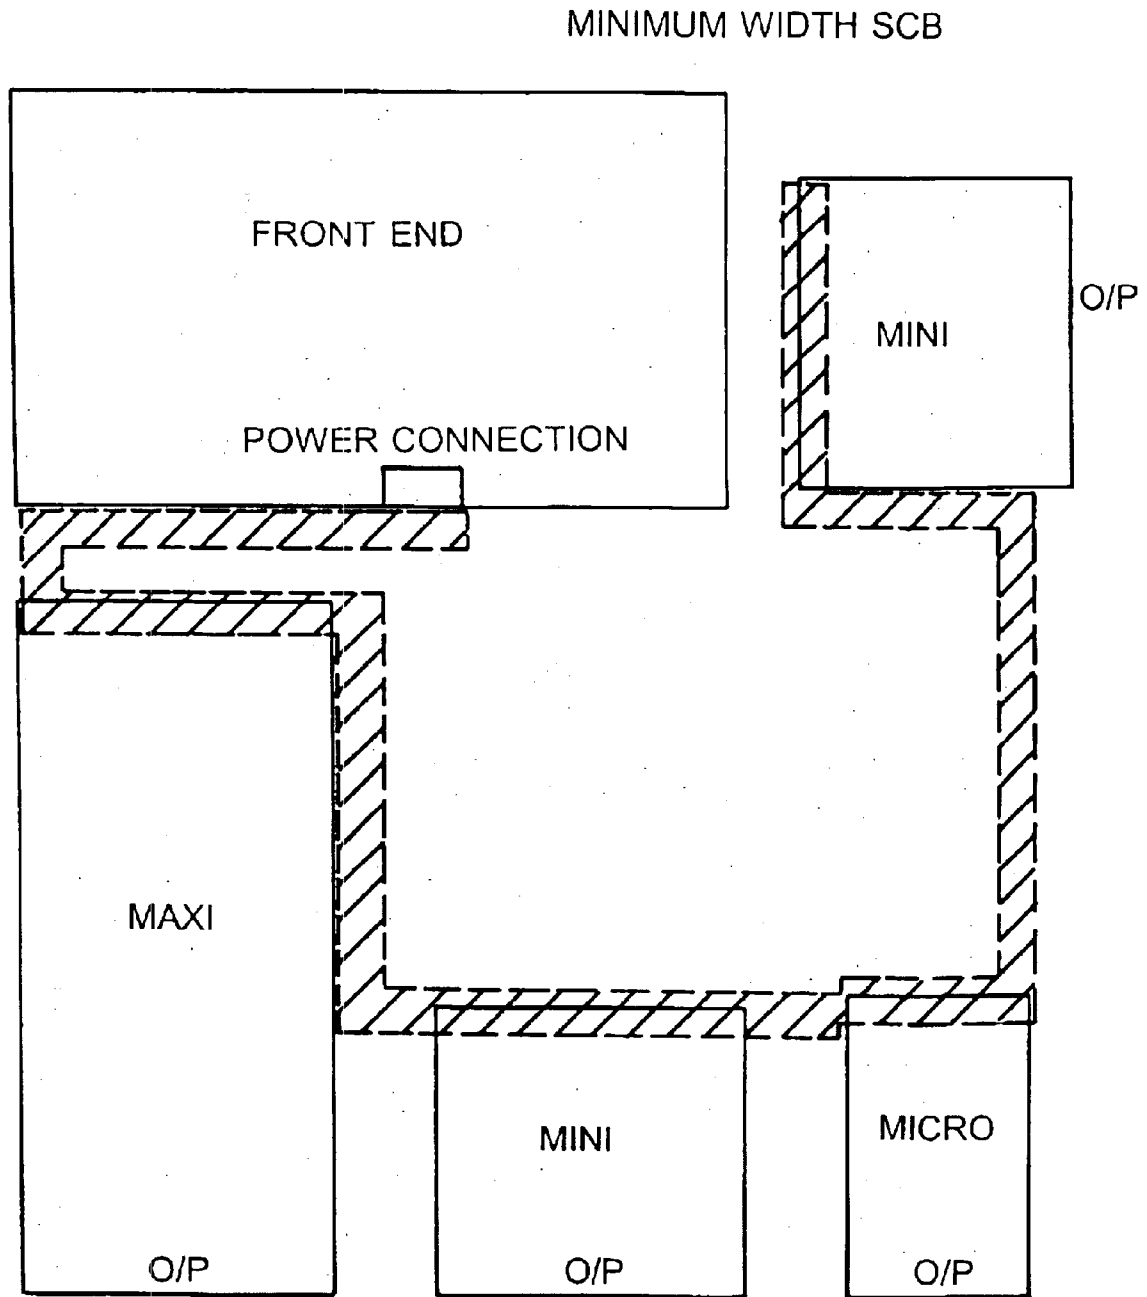 MINIMUM WIDTH SCB
FRONT END
O/P
MINI
POWER CONNECTION
MAXI
MINI
MICRO
O/P
O/P
O/P